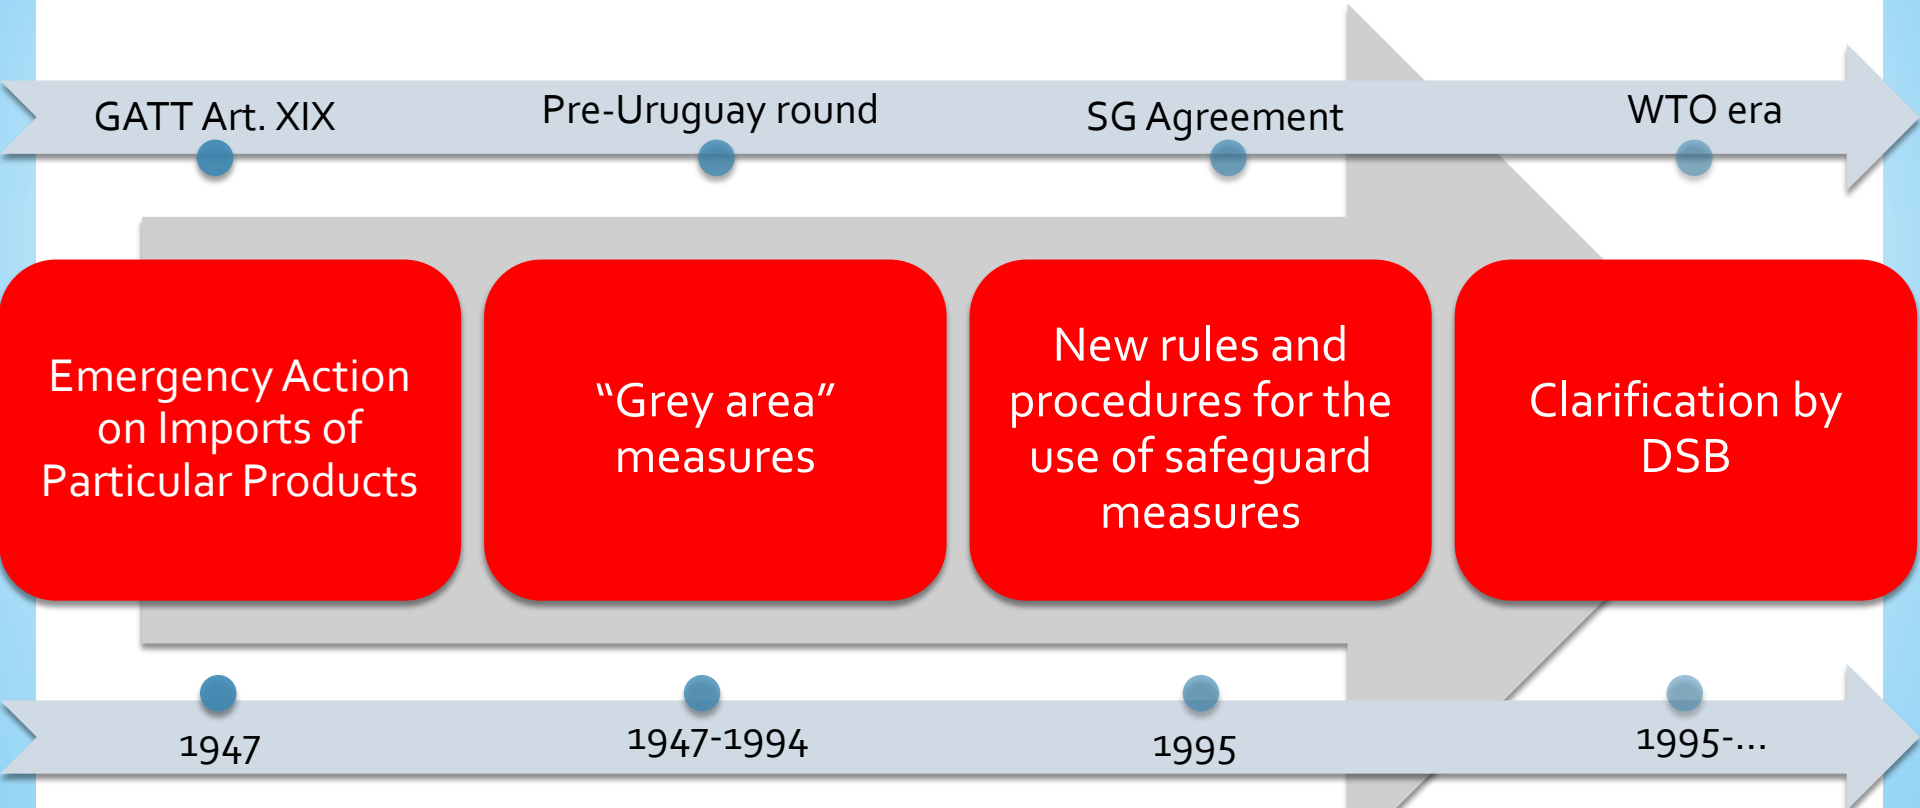 GATT Art. XIX
Pre-Uruguay round
SG Agreement
WTO era
Emergency Action
on Imports of
Particular Products
“Grey area”
measures
New rules and
procedures for the
use of safeguard
measures
Clarification by
DSB
1947
1947-1994
1995
1995-...